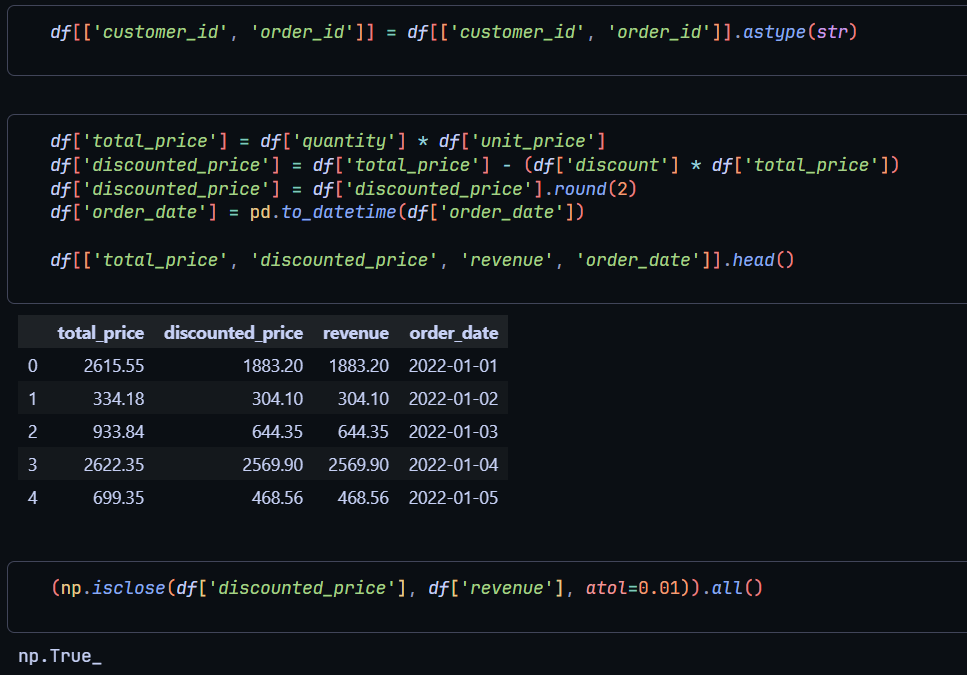 df[['customer_id', 'order_id']] = df[['customer_id', 'order_id']].astype(str)
df['total_price'] = df['quantity'] * df['unit_price']
df['discounted_price'] = df['total_price'] - (df['discount'] * df['total_price'])
df['discounted_price'] = df['discounted_price'].round(2)
df['order_date'] = pd.to_datetime(df['order_date'])
df[['total_price', 'discounted_price', 'revenue', 'order_date']].head()
total_price discounted_price revenue order_date
0 2615.55 1883.20 1883.20 2022-01-01
1 334.18 304.10 304.10 2022-01-02
2 933.84 644.35 644.35 2022-01-03
3 2622.35 2569.90 2569.90 2022-01-04
4 699.35 468.56 468.56 2022-01-05
(np.isclose(df['discounted_price'], df['revenue'], atol=0.01)).all()
np.True_